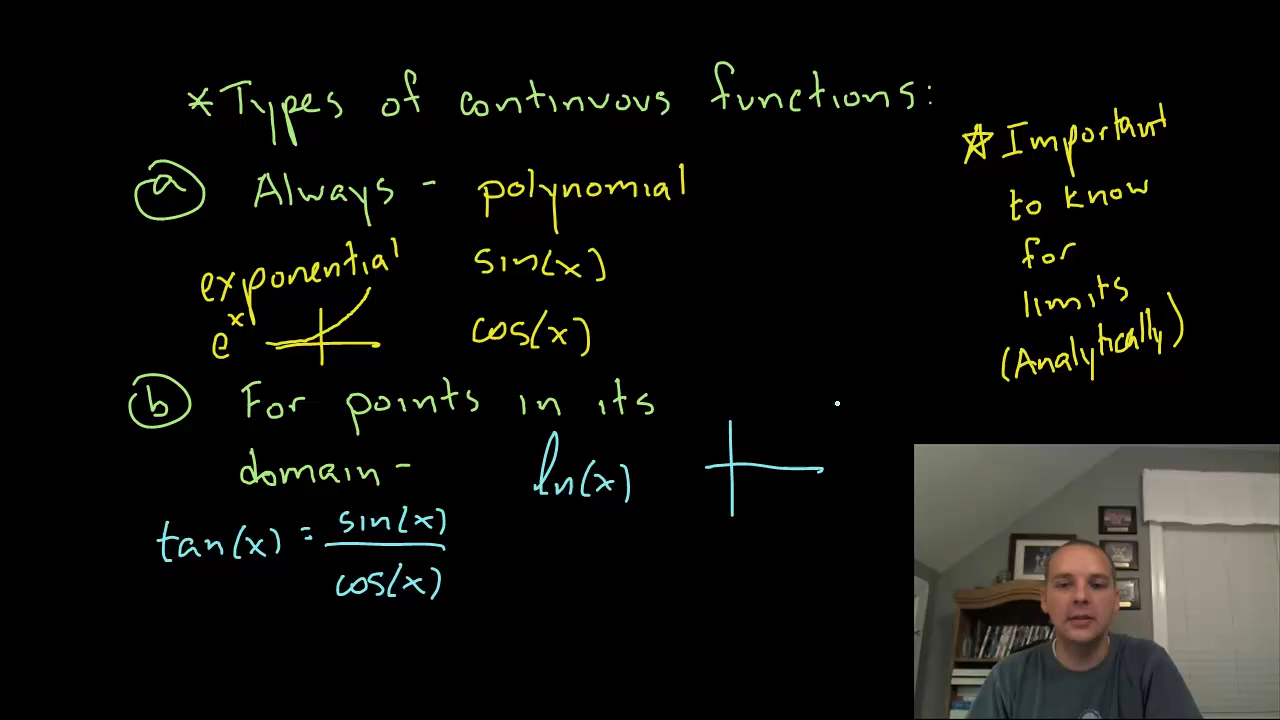 *Types of continuous functions:
ⓐ Always - polynomial
exponential
sin(x)
e^x
cos(x)
ⓑ For points in its
domain -
ln(x)
tan(x) = sin(x)
cos(x)
☆ Important
to know
for
limits
(Analytically)